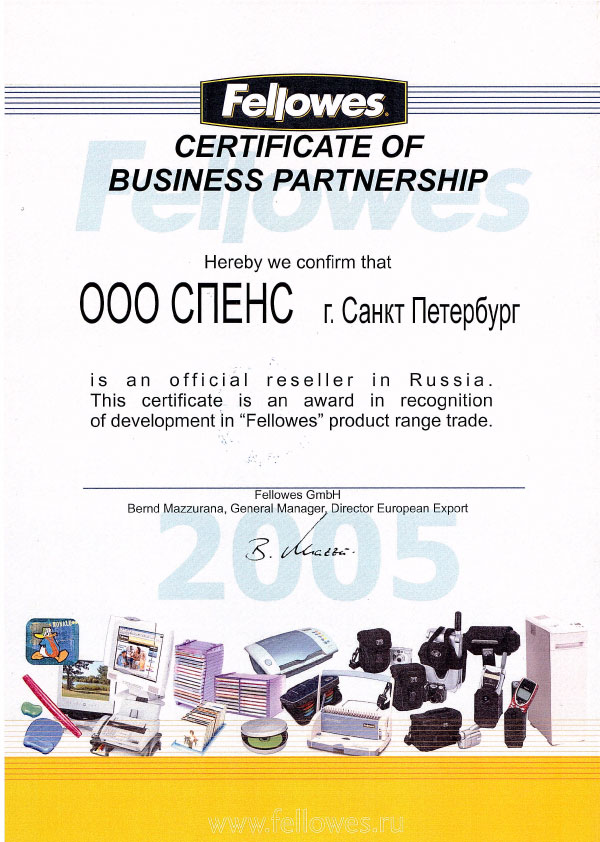 Fellowes
CERTIFICATE OF
BUSINESS PARTNERSHIP
Fellowes
Hereby we confirm that
ООО СПЕНС г. Санкт Петербург
is an official reseller in Russia.
This certificate is an award in recognition
of development in “Fellowes” product range trade.
Fellowes GmbH
Bernd Mazzurana, General Manager, Director European Export
2005
www.fellowes.ru